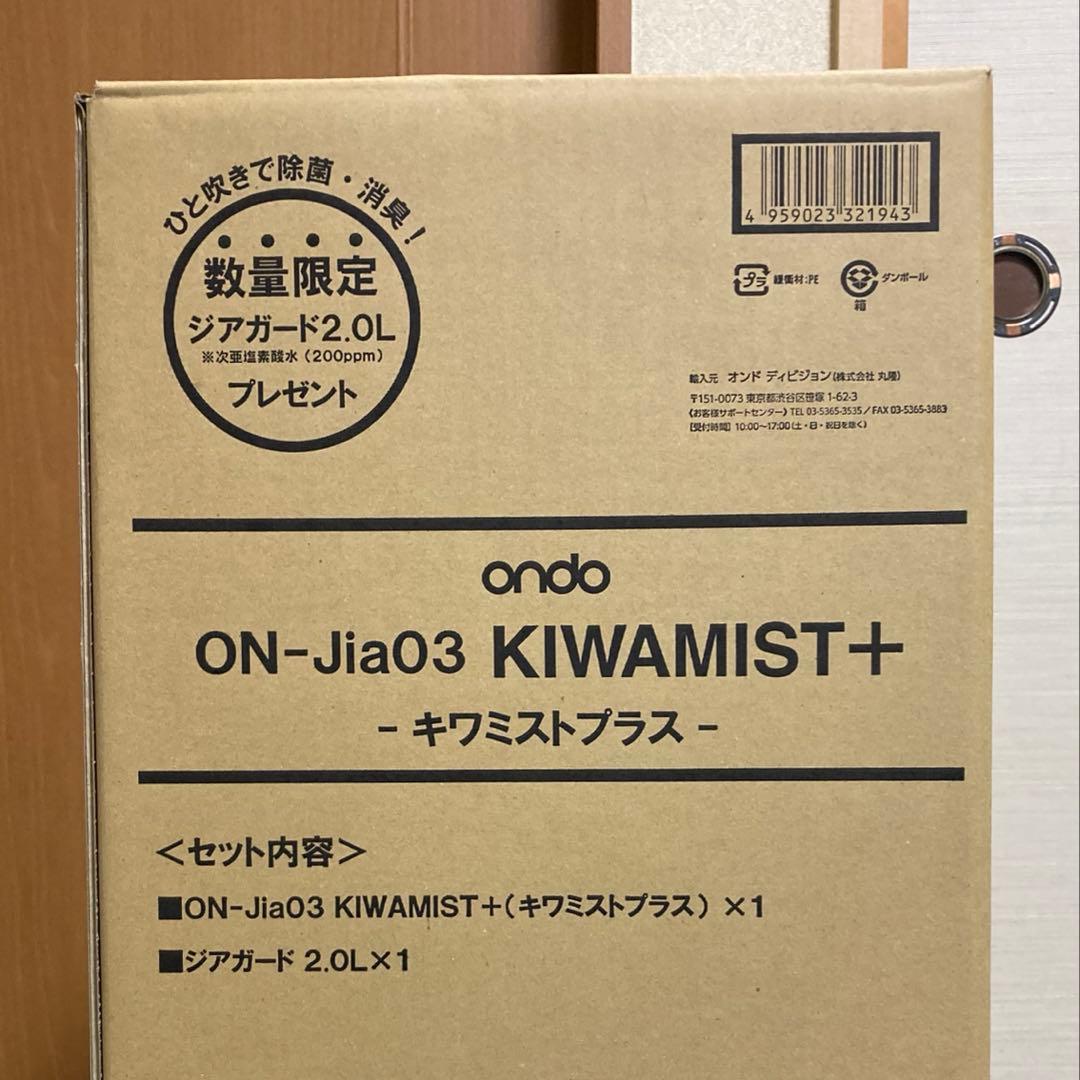 ひと吹きで除菌・消臭!
数量限定
ジアガード2.0L
※次亜塩素酸水（200ppm）
プレゼント
4 959023 321943
プラ 緩衝材:PE
ダンボール
箱
輸入元 オンド ディビジョン(株式会社 丸隆)
〒151-0073 東京都渋谷区笹塚 1-62-3
《お客様サポートセンター》 TEL 03-5365-3535／FAX 03-5365-3883
[受付時間] 10:00〜17:00(土・日・祝日を除く)
ondo
ON-Jia03 KIWAMIST＋
- キワミストプラス -
＜セット内容＞
■ON-Jia03 KIWAMIST＋(キワミストプラス) ×1
■ジアガード 2.0L×1